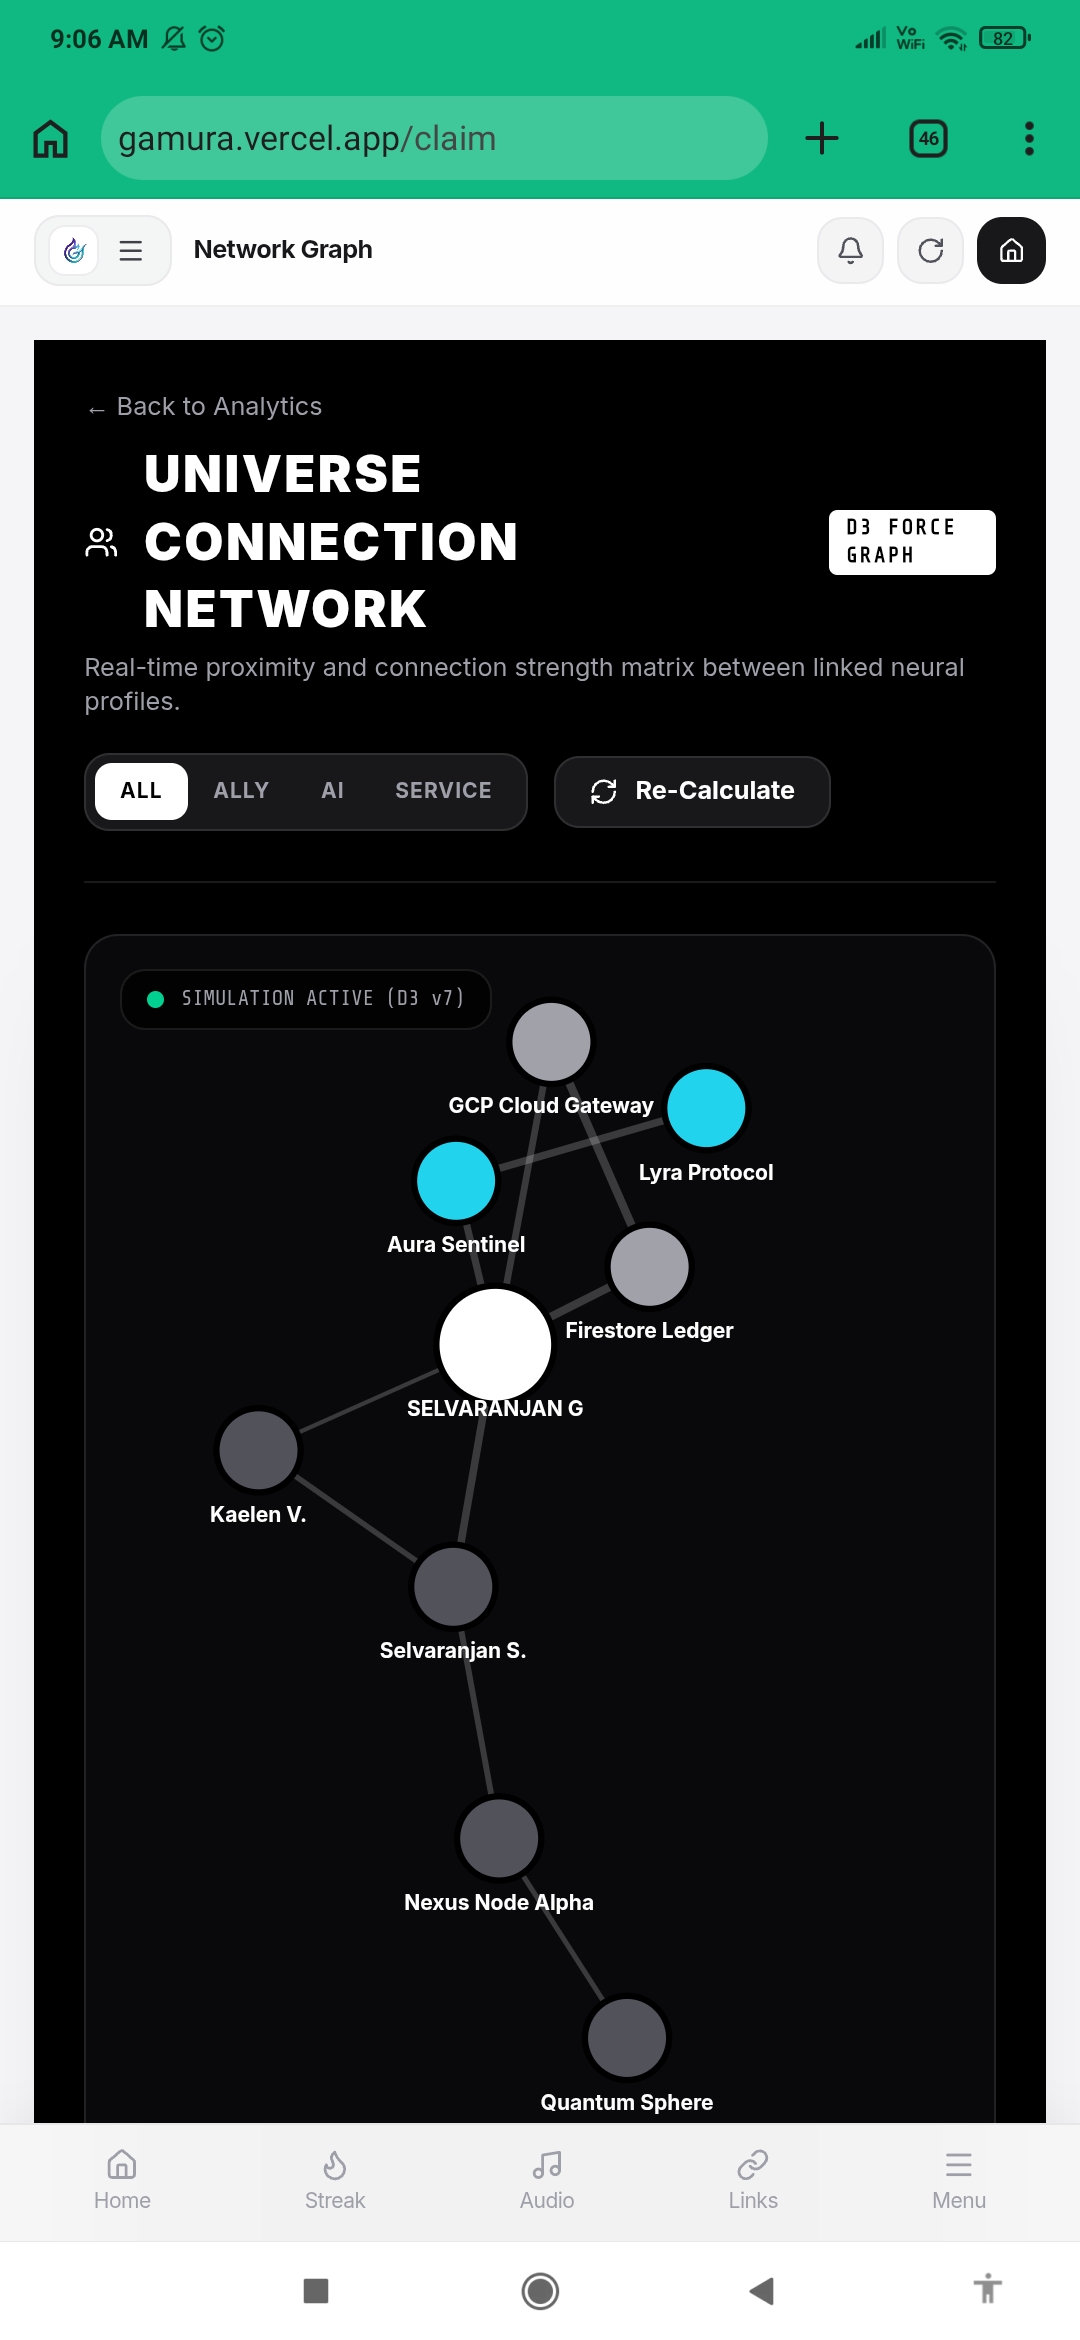 9:06 AM
Vo
WiFi
82
gamura.vercel.app/claim
46
Network Graph
← Back to Analytics
UNIVERSE
CONNECTION
NETWORK
D3 FORCE
GRAPH
Real-time proximity and connection strength matrix between linked neural
profiles.
ALL ALLY AI SERVICE
Re-Calculate
SIMULATION ACTIVE (D3 v7)
GCP Cloud Gateway
Lyra Protocol
Aura Sentinel
Firestore Ledger
SELVARANJAN G
Kaelen V.
Selvaranjan S.
Nexus Node Alpha
Quantum Sphere
Home Streak Audio Links Menu